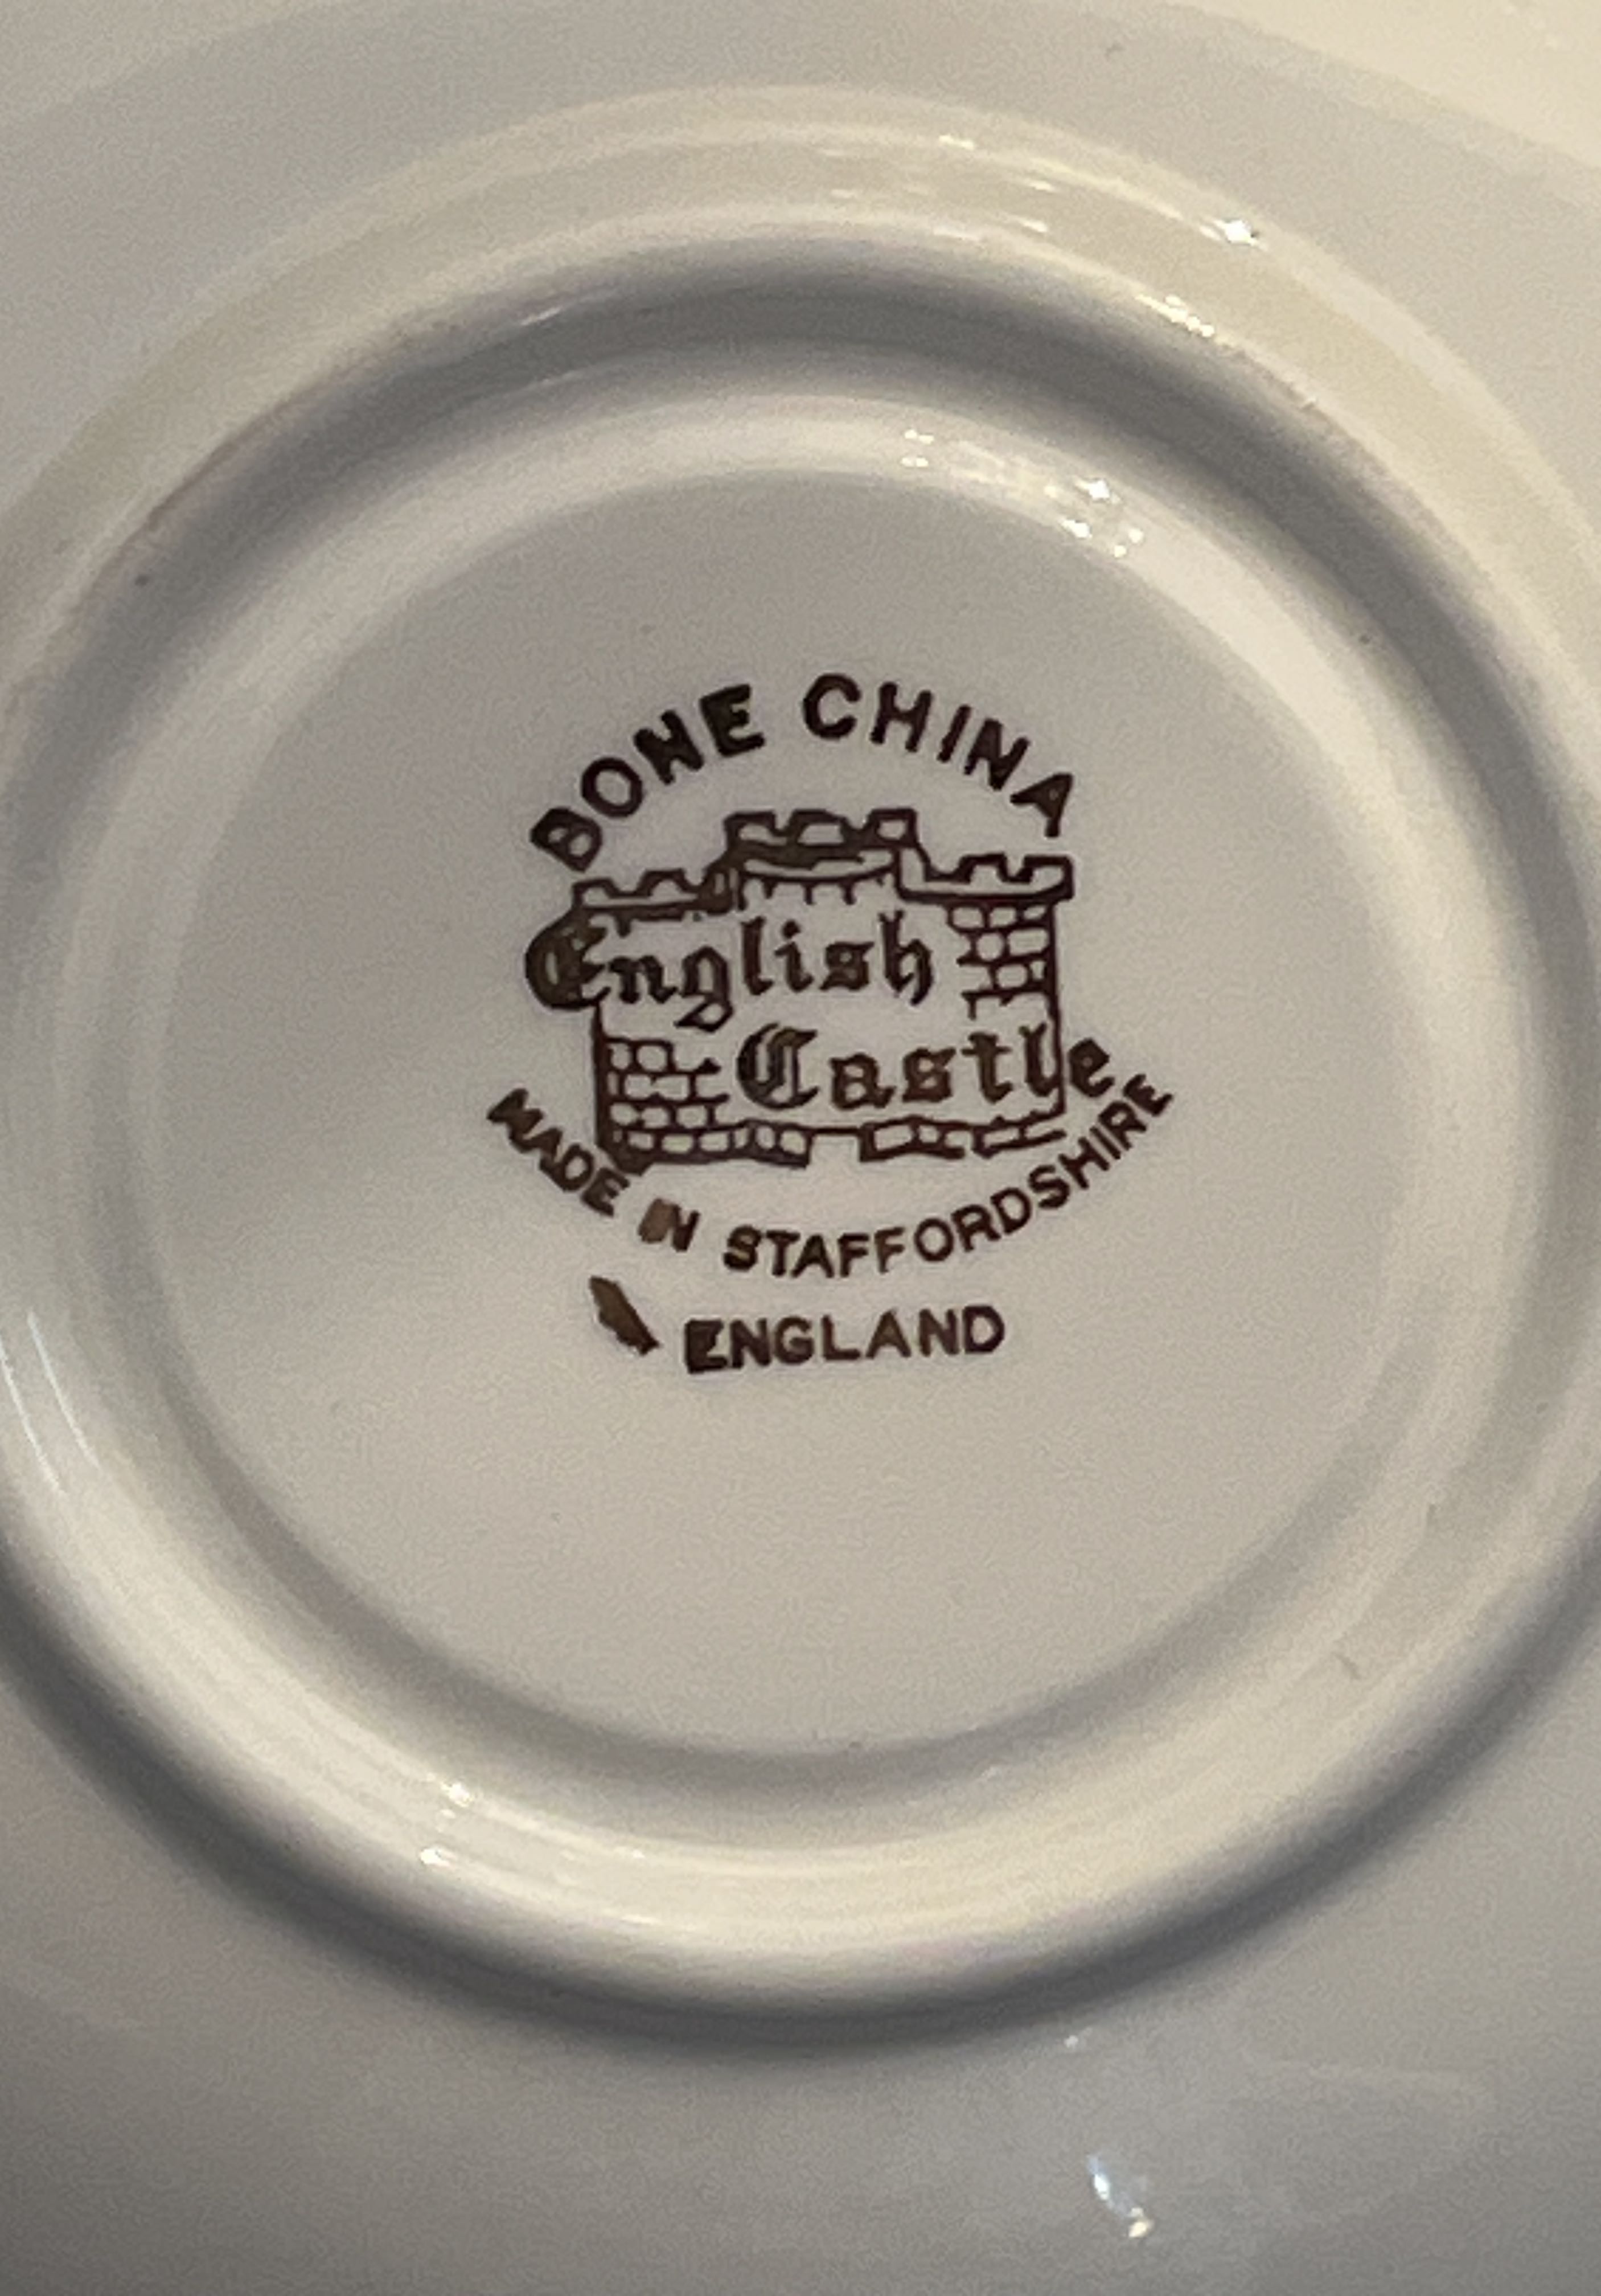 BONE CHINA
English
Castle
MADE IN STAFFORDSHIRE
ENGLAND